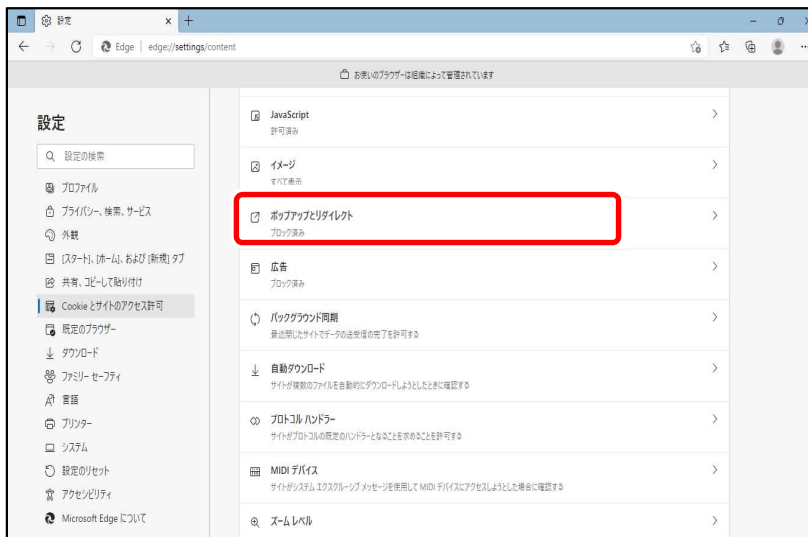 設定
Edge | edge://settings/content
お使いのブラウザーは組織によって管理されています
設定
設定の検索
プロファイル
プライバシー、検索、サービス
外観
[スタート]、[ホーム]、および [新規] タブ
共有、コピーして貼り付け
Cookie とサイトのアクセス許可
既定のブラウザー
ダウンロード
ファミリー セーフティ
言語
プリンター
システム
設定のリセット
アクセシビリティ
Microsoft Edge について
JavaScript
許可済み
イメージ
すべて表示
ポップアップとリダイレクト
ブロック済み
広告
ブロック済み
バックグラウンド同期
最近閉じたサイトでデータの送受信の完了を許可する
自動ダウンロード
サイトが複数のファイルを自動的にダウンロードしようとしたときに確認する
プロトコル ハンドラー
サイトがプロトコルの既定のハンドラーとなることを求めることを許可する
MIDI デバイス
サイトがシステム エクスクルーシブ メッセージを使用して MIDI デバイスにアクセスしようとした場合に確認する
ズーム レベル